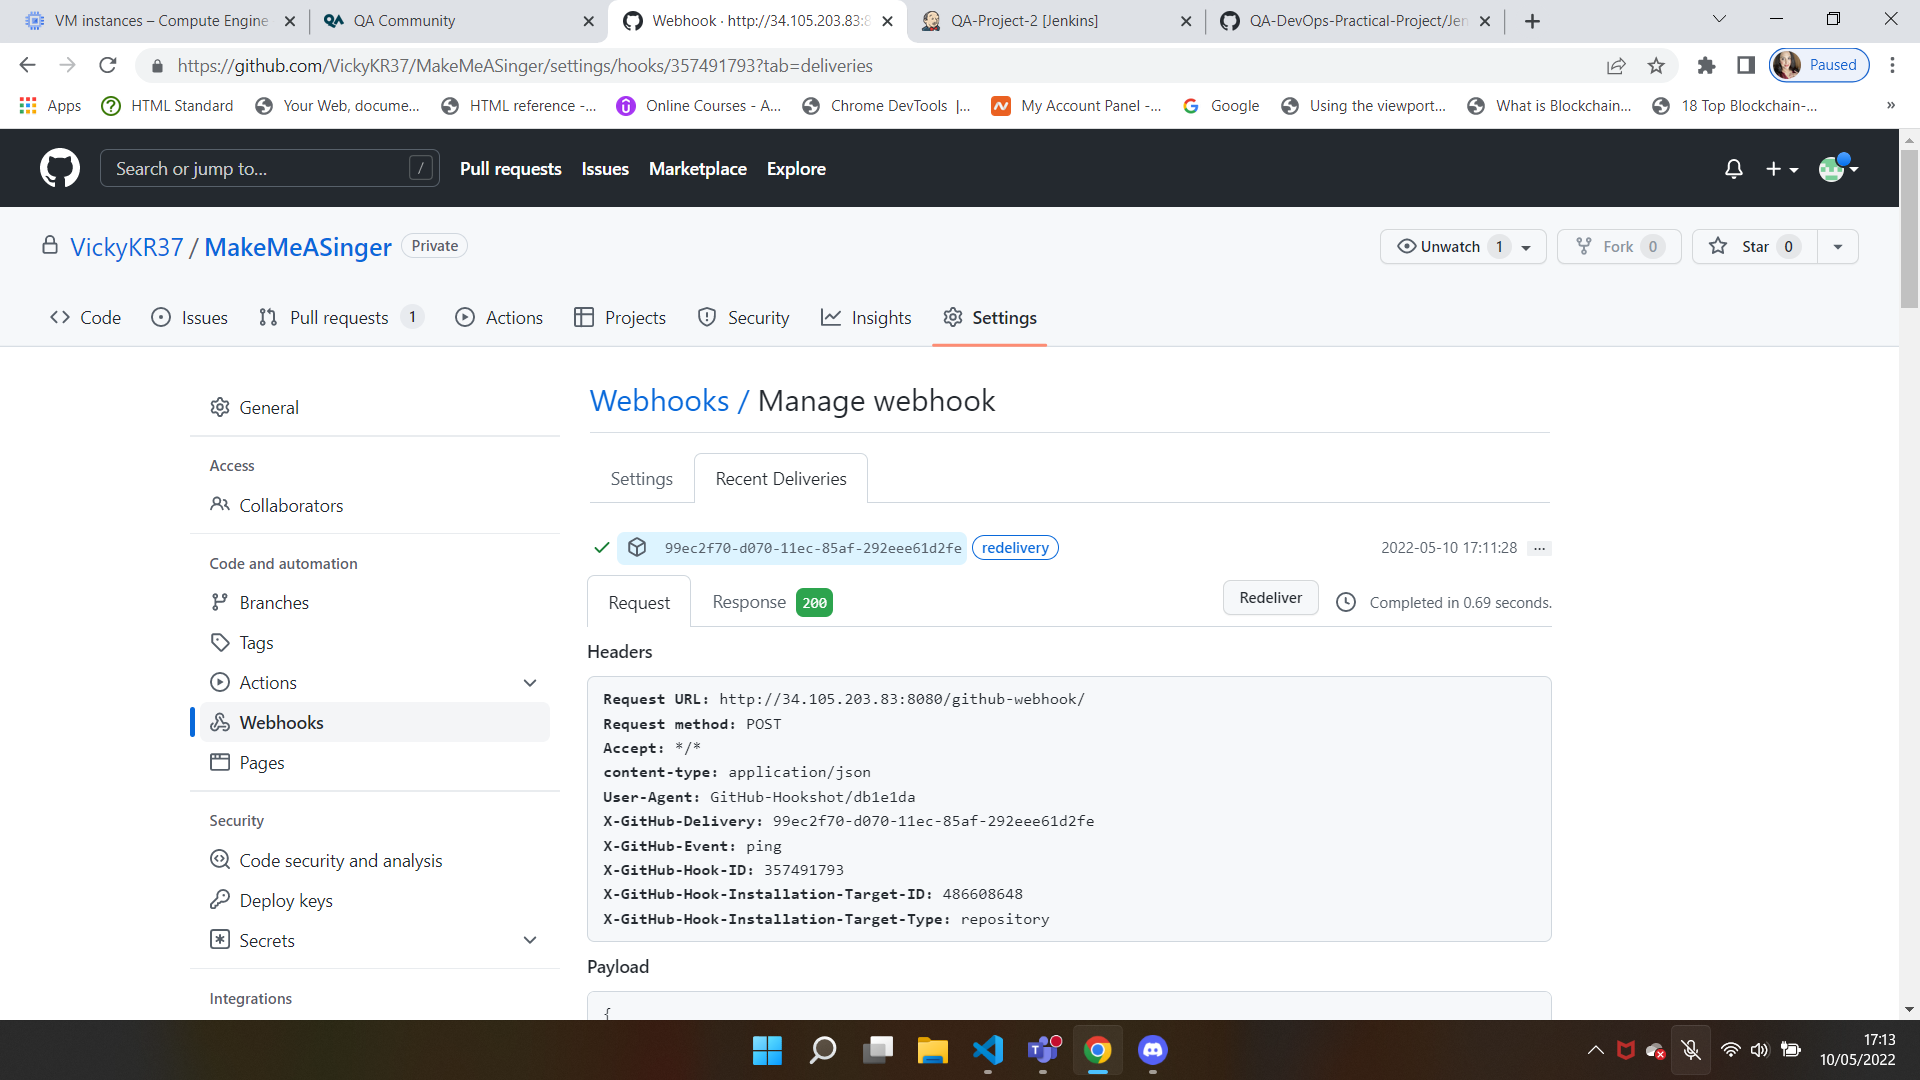 VM instances – Compute Engine
QA Community
Webhook · http://34.105.203.83:8
QA-Project-2 [Jenkins]
QA-DevOps-Practical-Project/Jen
https://github.com/VickyKR37/MakeMeASinger/settings/hooks/357491793?tab=deliveries
Paused
Apps
HTML Standard
Your Web, docume...
HTML reference -...
Online Courses - A...
Chrome DevTools |...
My Account Panel -...
Google
Using the viewport...
What is Blockchain...
18 Top Blockchain-...
»
Search or jump to...
/
Pull requests
Issues
Marketplace
Explore
VickyKR37 / MakeMeASinger
Private
Unwatch 1
Fork 0
Star 0
Code
Issues
Pull requests 1
Actions
Projects
Security
Insights
Settings
General
Access
Collaborators
Code and automation
Branches
Tags
Actions
Webhooks
Pages
Security
Code security and analysis
Deploy keys
Secrets
Integrations
Webhooks / Manage webhook
Settings
Recent Deliveries
99ec2f70-d070-11ec-85af-292eee61d2fe
redelivery
2022-05-10 17:11:28
...
Request
Response 200
Redeliver
Completed in 0.69 seconds.
Headers
Request URL: http://34.105.203.83:8080/github-webhook/
Request method: POST
Accept: */*
content-type: application/json
User-Agent: GitHub-Hookshot/db1e1da
X-GitHub-Delivery: 99ec2f70-d070-11ec-85af-292eee61d2fe
X-GitHub-Event: ping
X-GitHub-Hook-ID: 357491793
X-GitHub-Hook-Installation-Target-ID: 486608648
X-GitHub-Hook-Installation-Target-Type: repository
Payload
{
17:13
10/05/2022